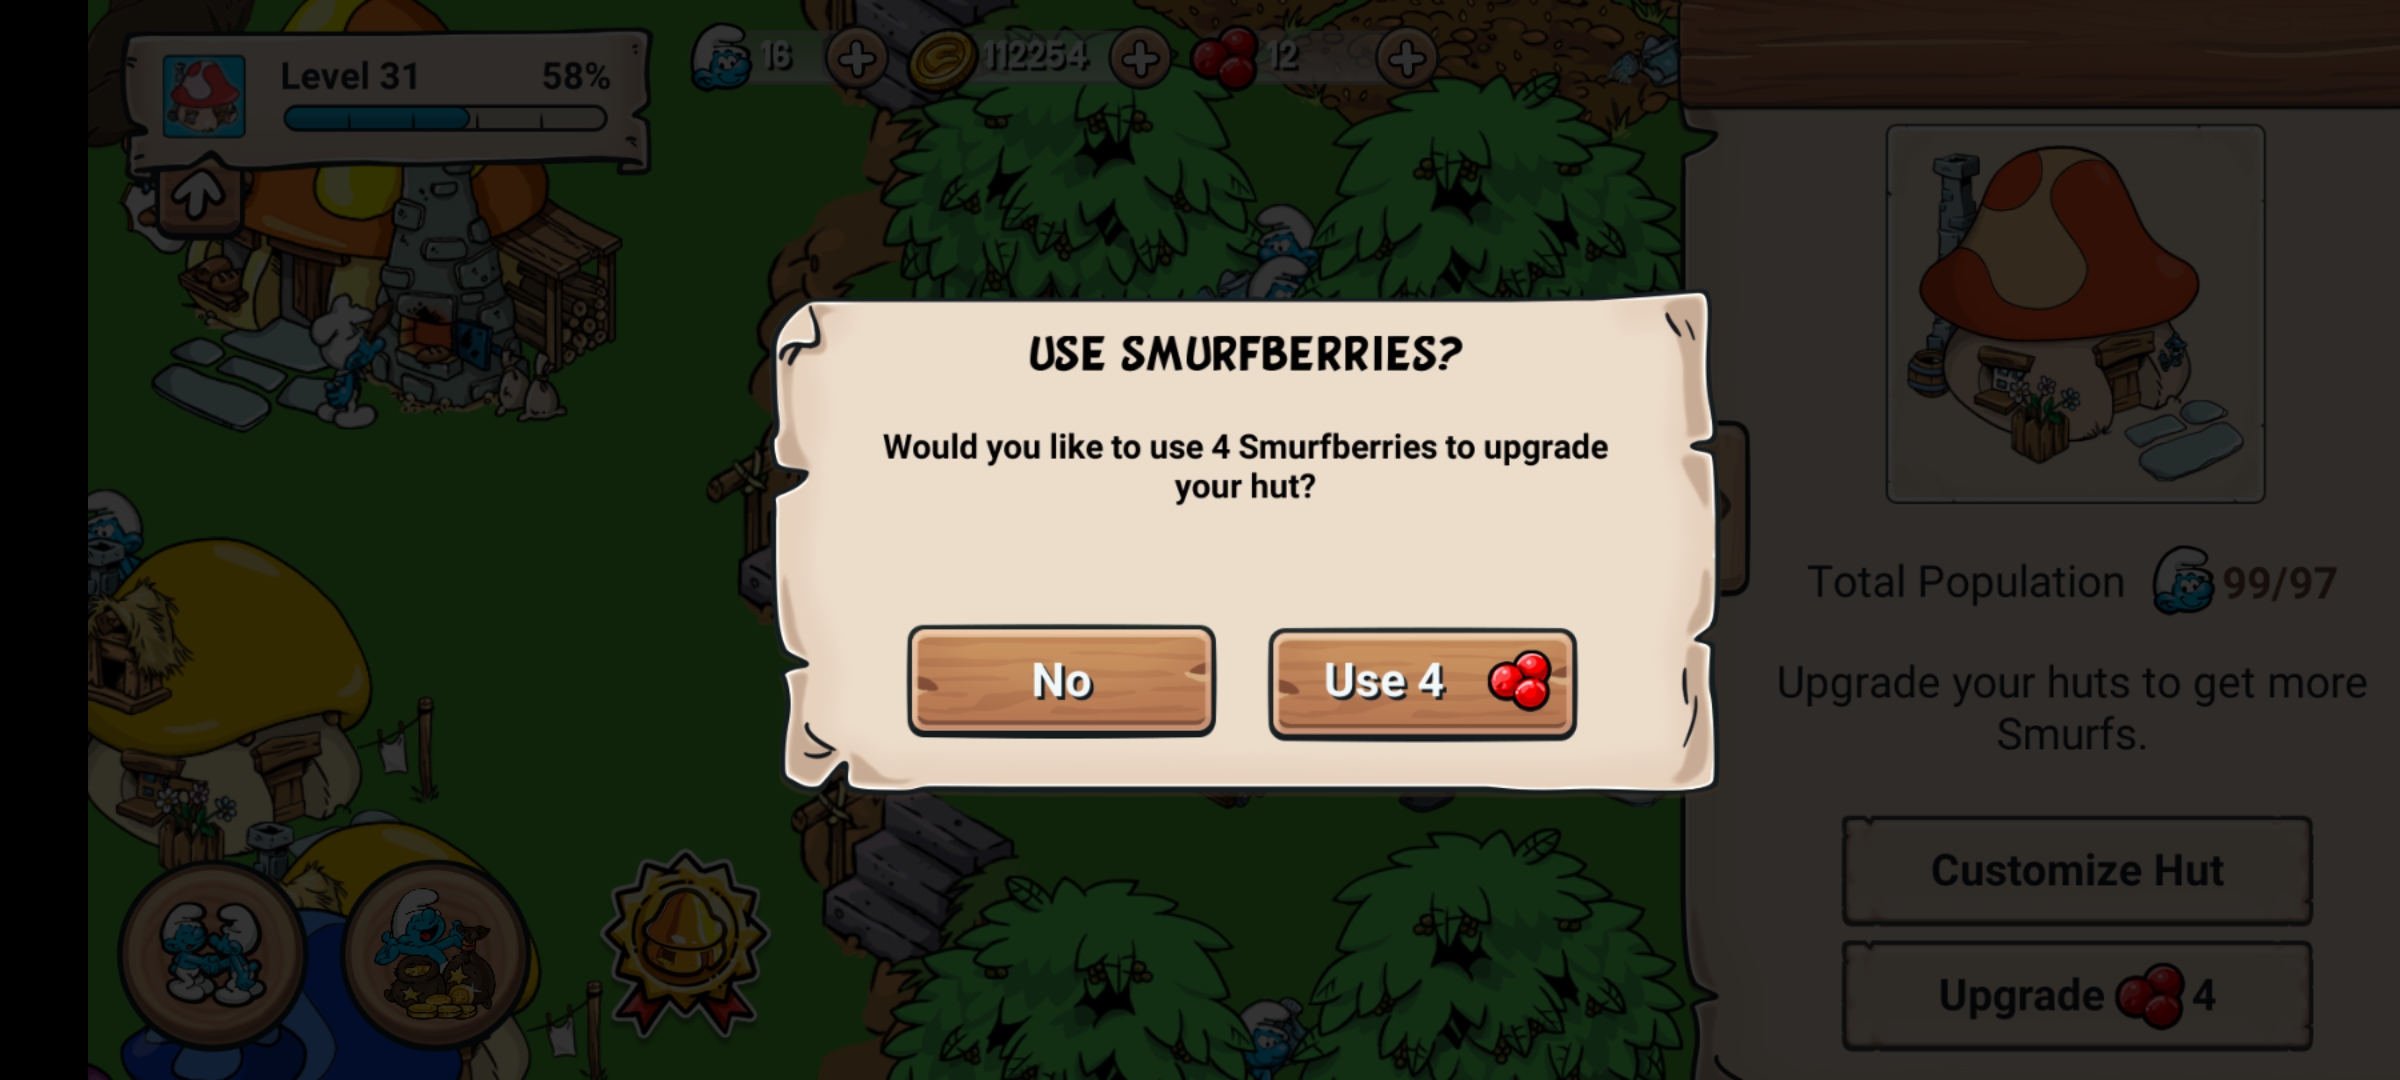 Level 31 58%
16 112254 12
USE SMURFBERRIES?
Would you like to use 4 Smurfberries to upgrade
your hut?
No
Use 4
Total Population 99/97
Upgrade your huts to get more
Smurfs.
Customize Hut
Upgrade 4